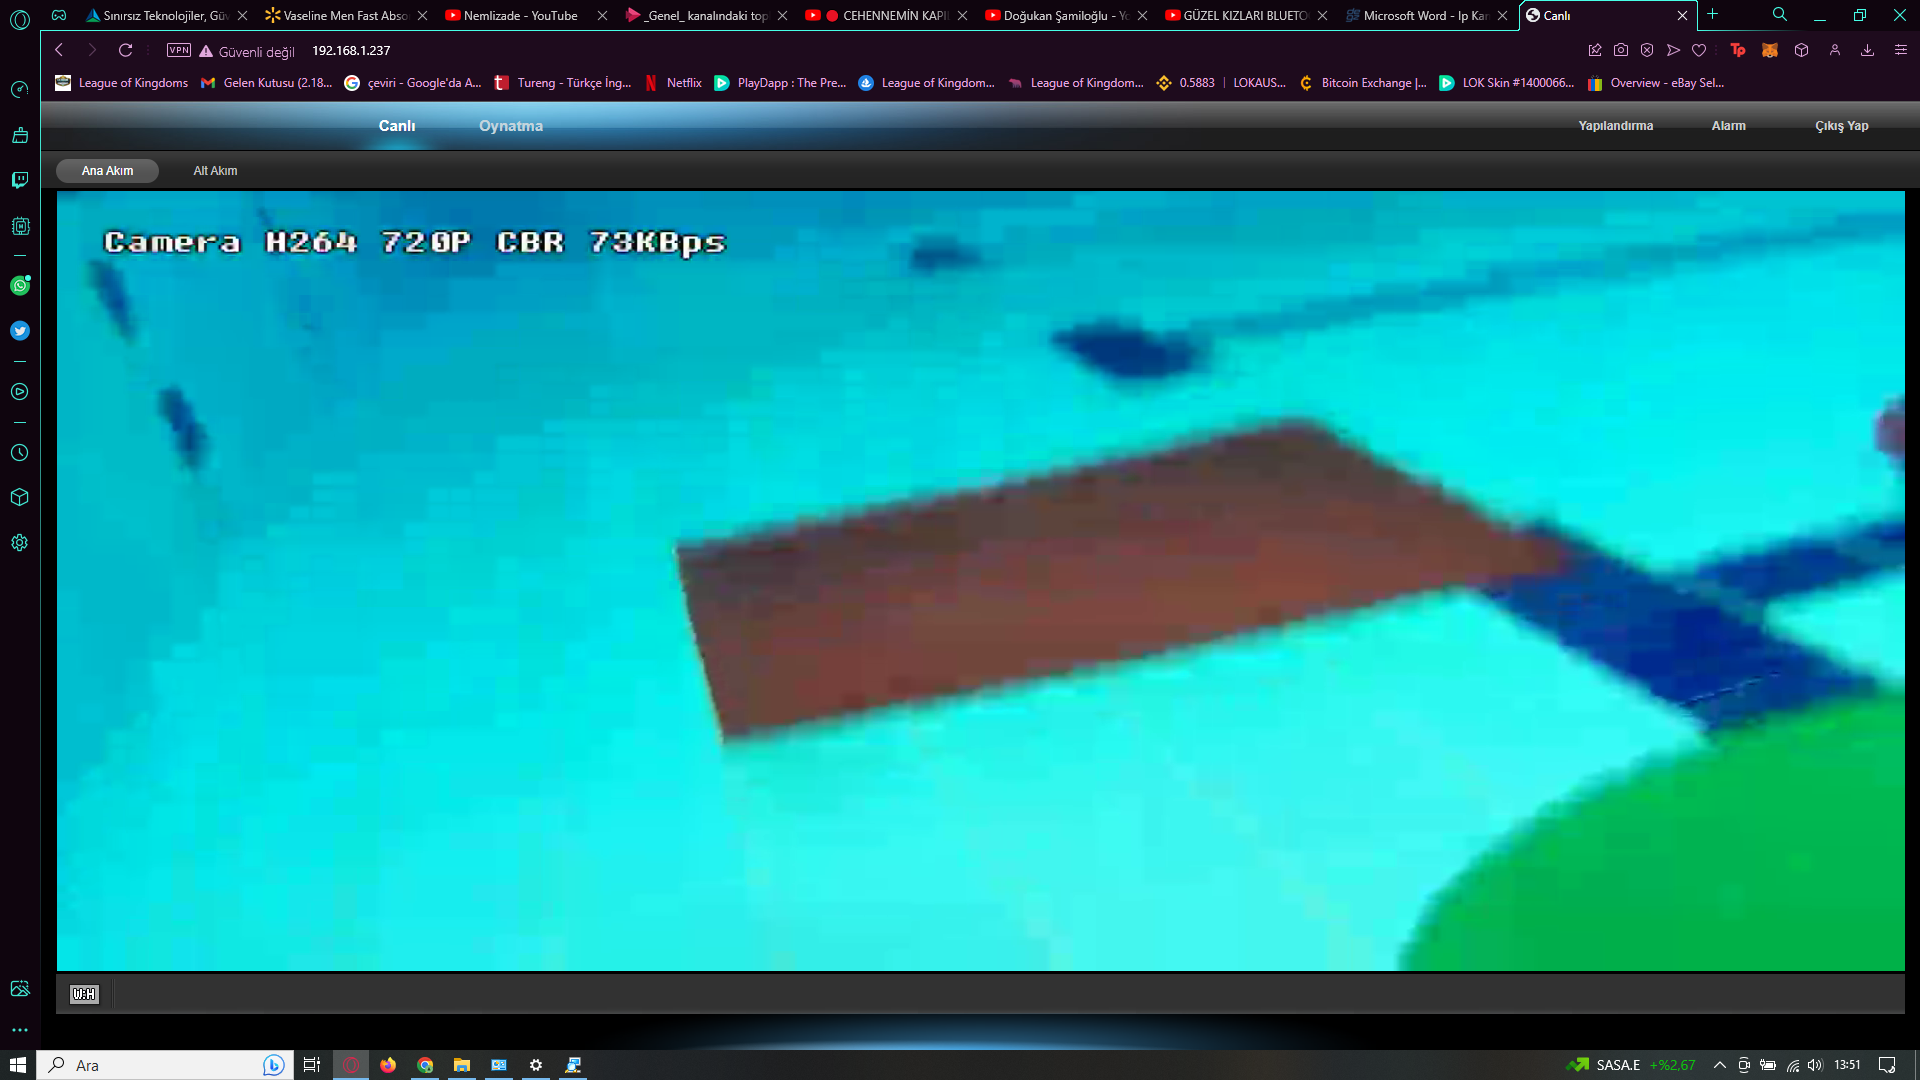 Sınırsız Teknolojiler, Güv
Vaseline Men Fast Abso
Nemlizade - YouTube
_Genel_ kanalındaki top
CEHENNEMİN KAPI
Doğukan Şamiloğlu - Yo
GÜZEL KIZLARI BLUETO
Microsoft Word - Ip Kam
Canlı
VPN
Güvenli değil
192.168.1.237
League of Kingdoms
Gelen Kutusu (2.18...
çeviri - Google'da A...
Tureng - Türkçe İng...
Netflix
PlayDapp : The Pre...
League of Kingdom...
League of Kingdom...
0.5883 | LOKAUS...
Bitcoin Exchange |...
LOK Skin #1400066...
Overview - eBay Sel...
Canlı
Oynatma
Yapılandırma
Alarm
Çıkış Yap
Ana Akım
Alt Akım
Camera H264 720P CBR 73KBps
W:H
Ara
SASA.E +%2.67
13:51